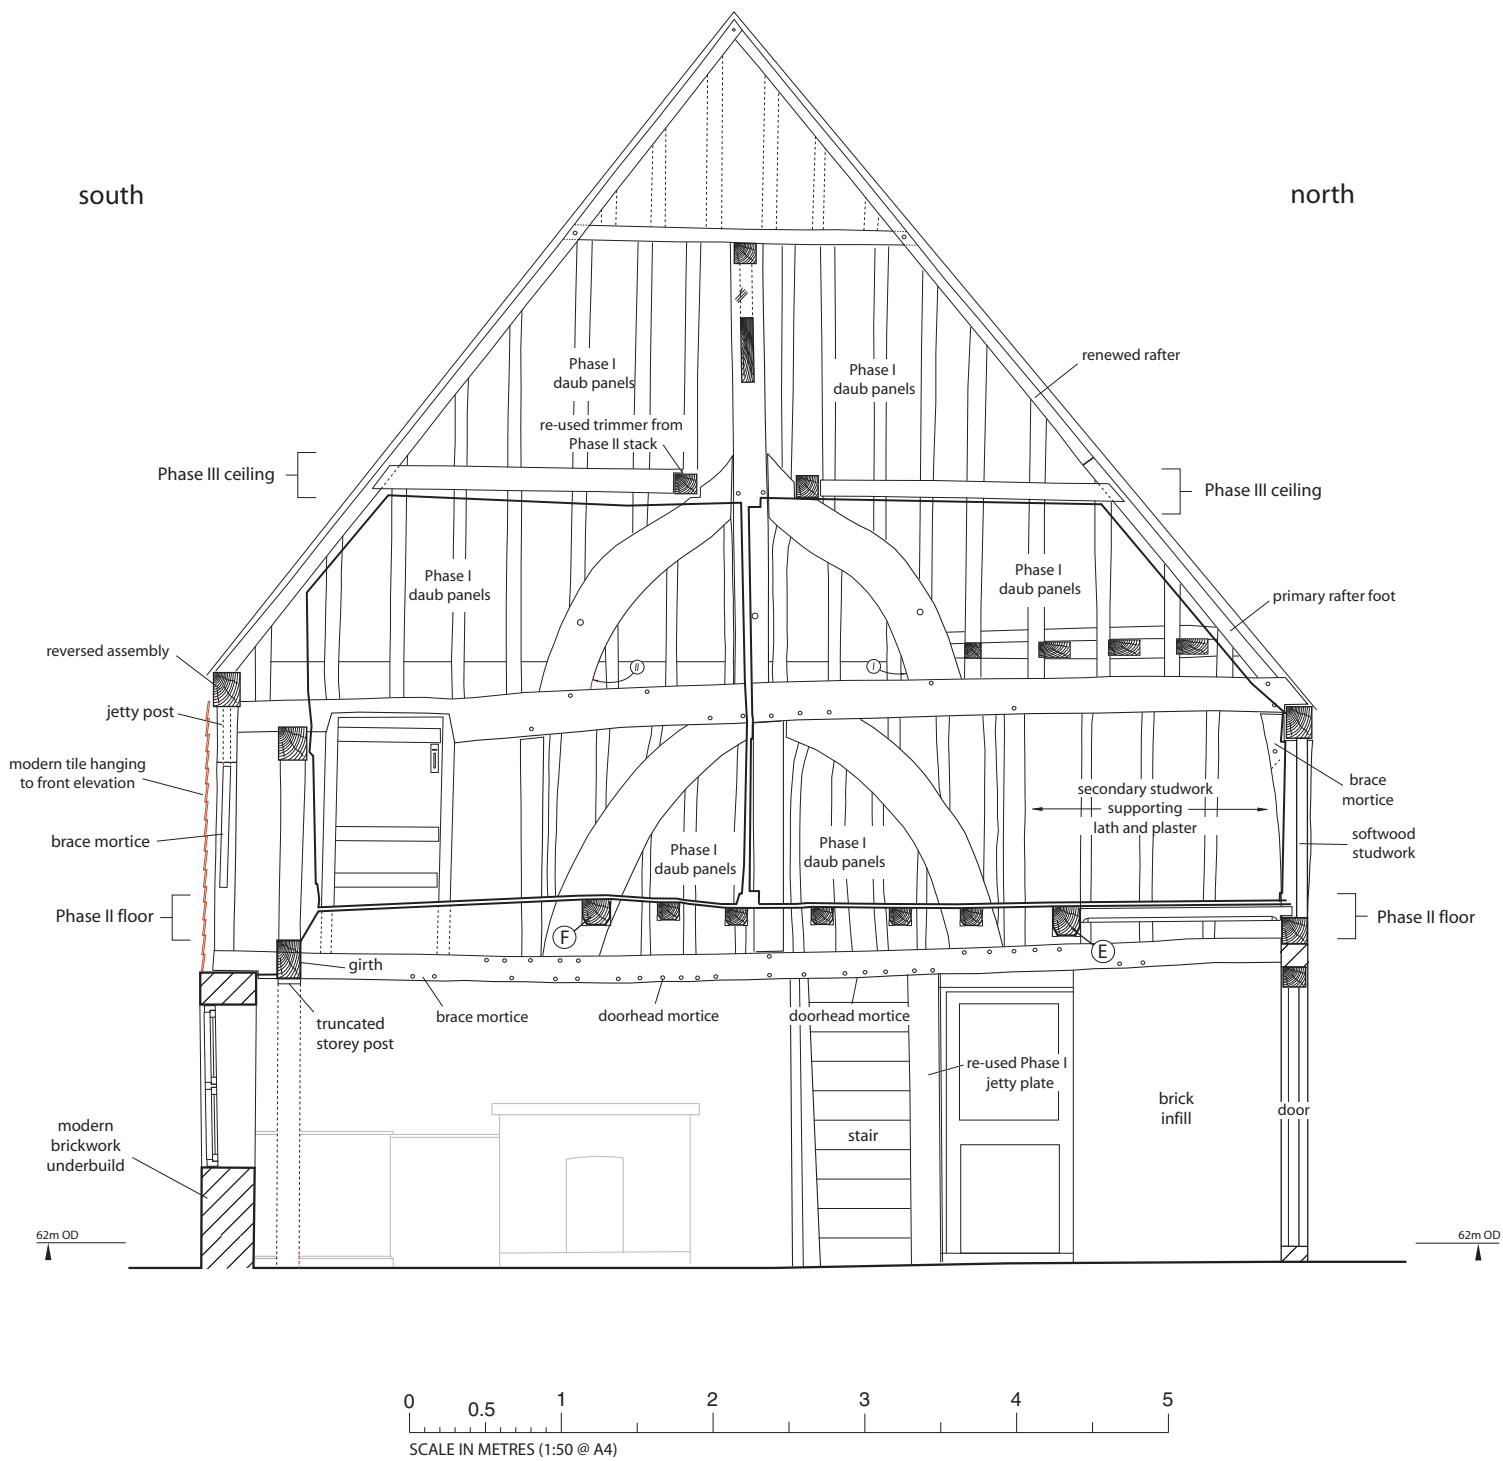 south
north
renewed rafter
Phase I
daub panels
Phase I
daub panels
re-used trimmer from
Phase II stack
Phase III ceiling
Phase III ceiling
Phase I
daub panels
Phase I
daub panels
primary rafter foot
reversed assembly
II
I
jetty post
modern tile hanging
to front elevation
brace
mortice
secondary studwork
supporting
lath and plaster
brace mortice
softwood
studwork
Phase I
daub panels
Phase I
daub panels
Phase II floor
Phase II floor
F
E
girth
brace mortice
doorhead mortice
doorhead mortice
truncated
storey post
re-used Phase I
jetty plate
brick
infill
door
stair
modern
brickwork
underbuild
62m OD
62m OD
0 0.5 1 2 3 4 5
SCALE IN METRES (1:50 @ A4)